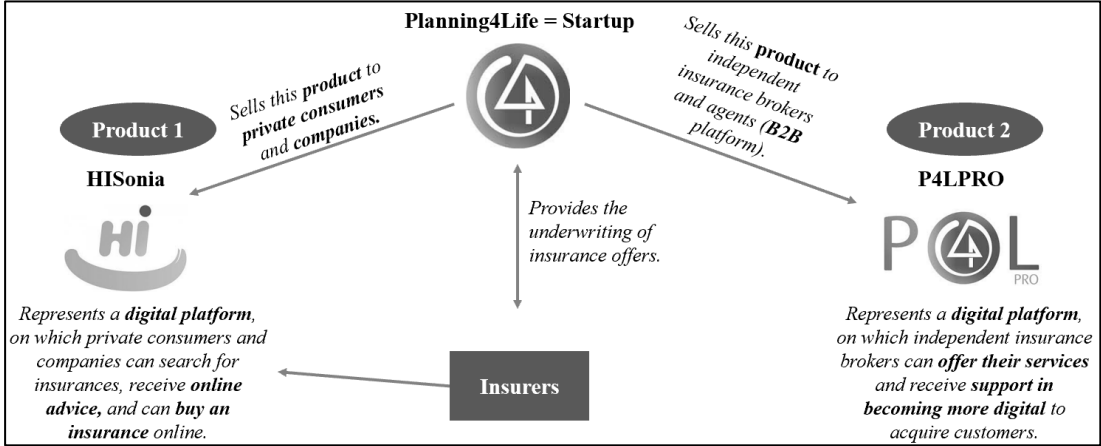 Planning4Life = Startup
4
Sells this product to
private consumers
and companies.
Sells this product to
independent
insurance brokers
and agents (B2B
platform).
Product 1
HISonia
Hi
Provides the
underwriting of
insurance offers.
Product 2
P4LPRO
P4L
PRO
Represents a digital platform,
on which private consumers and
companies can search for
insurances, receive online
advice, and can buy an
insurance online.
Insurers
Represents a digital platform,
on which independent insurance
brokers can offer their services
and receive support in
becoming more digital to
acquire customers.